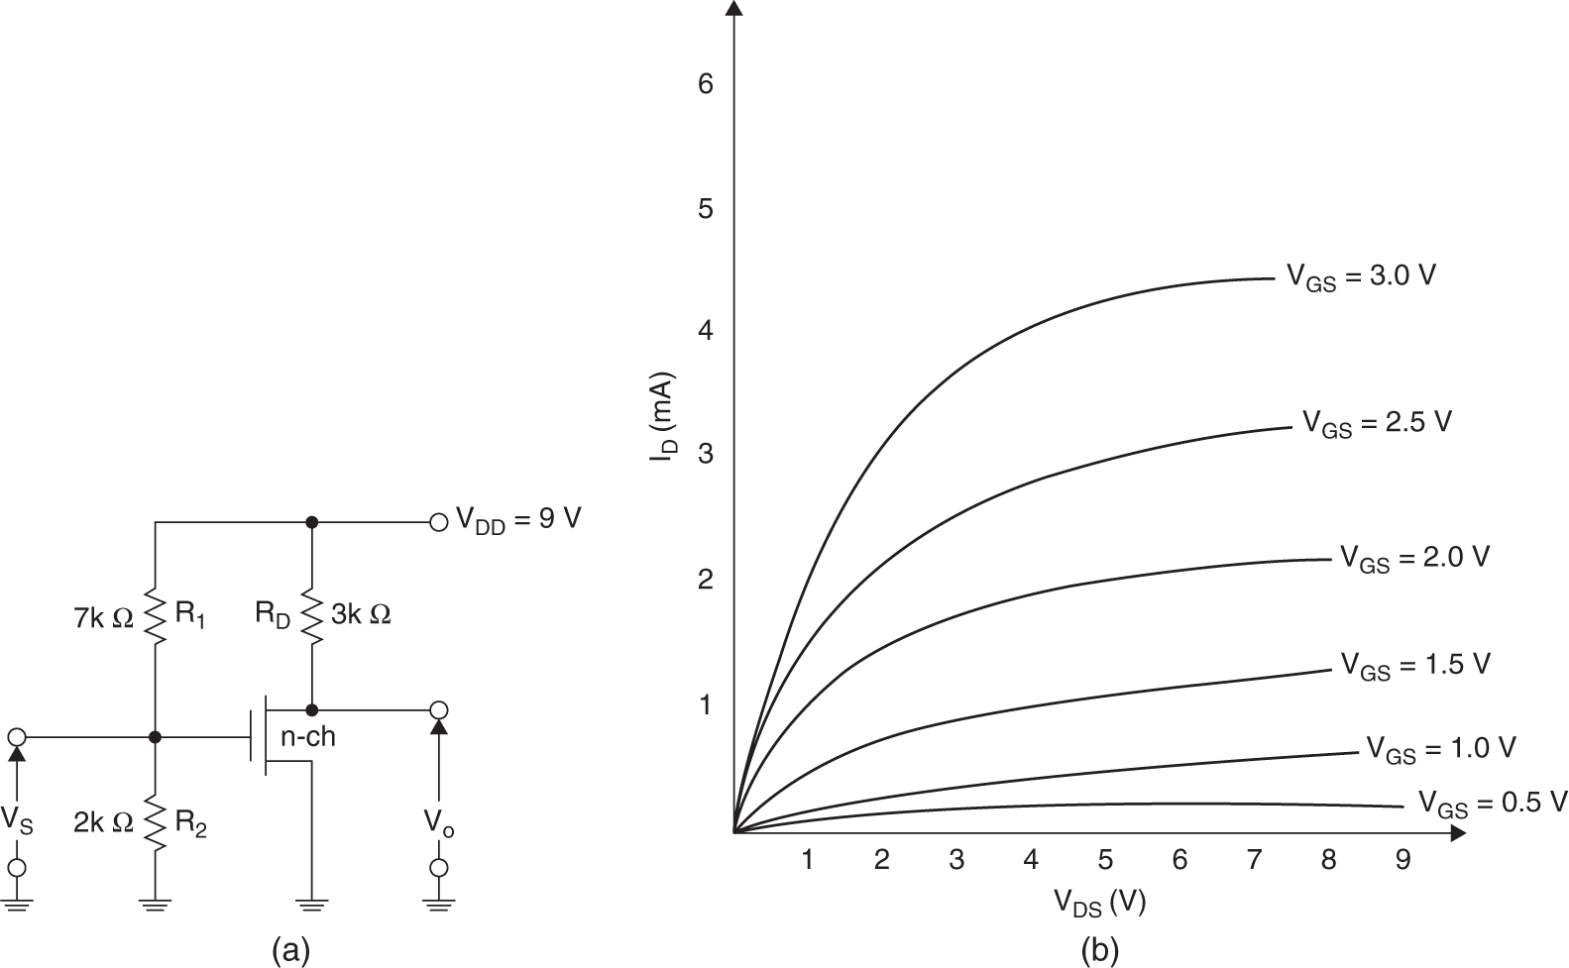 V_DD = 9 V
7k Ω
R_1
R_D
3k Ω
n-ch
V_S
2k Ω
R_2
V_o
(a)
6
5
4
3
2
1
I_D (mA)
V_GS = 3.0 V
V_GS = 2.5 V
V_GS = 2.0 V
V_GS = 1.5 V
V_GS = 1.0 V
V_GS = 0.5 V
1 2 3 4 5 6 7 8 9
V_DS (V)
(b)